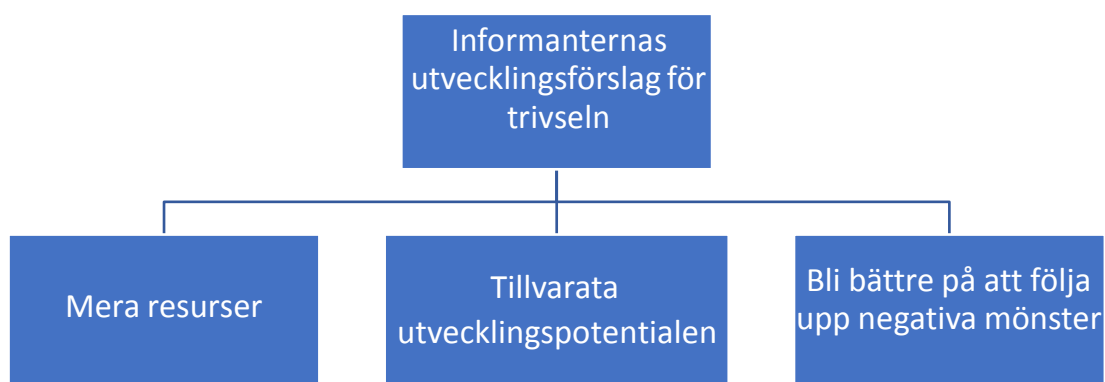 Informanternas
utvecklingsförslag för
trivseln
Mera resurser
Tillvarata
utvecklingspotentialen
Bli bättre på att följa
upp negativa mönster